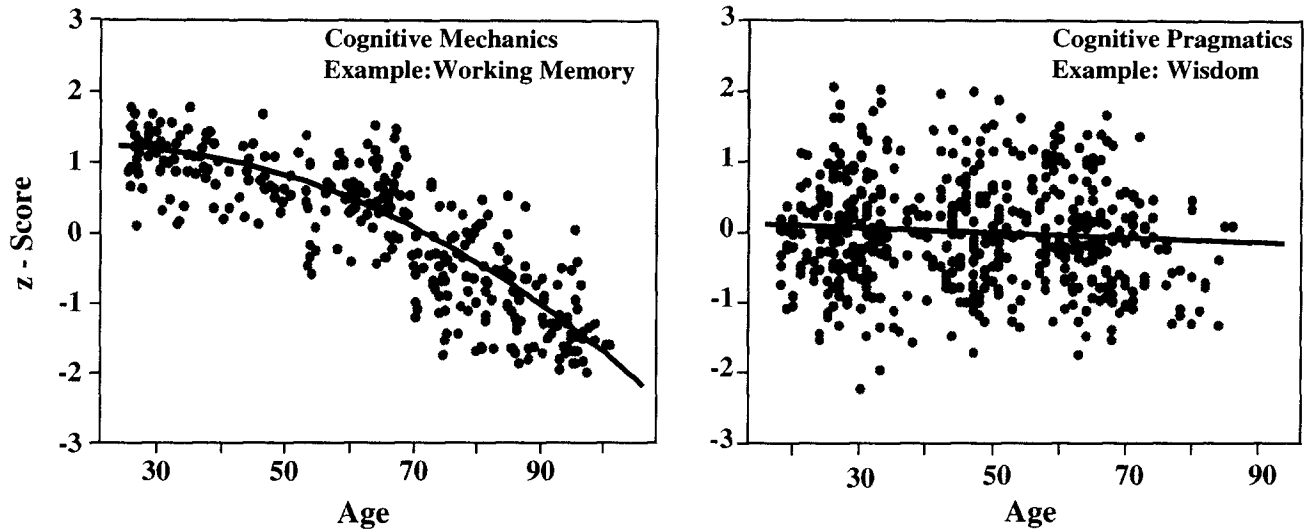 Cognitive Mechanics
Example:Working Memory
z - Score
3
2
1
0
-1
-2
-3
30 50 70 90
Age
Cognitive Pragmatics
Example: Wisdom
3
2
1
0
-1
-2
-3
30 50 70 90
Age